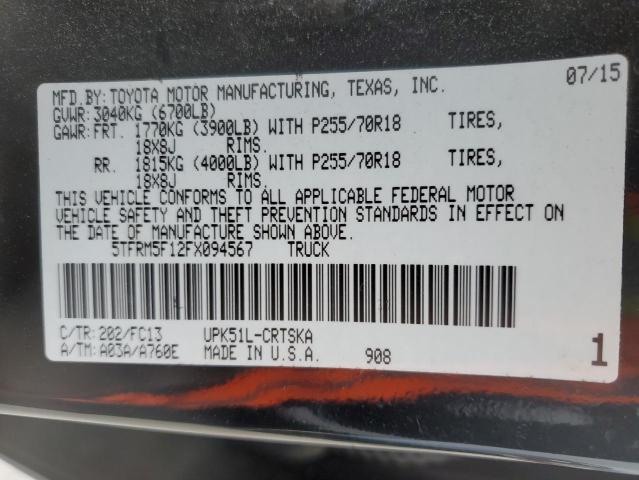 MFD.BY:TOYOTA MOTOR MANUFACTURING, TEXAS, INC. 07/15
GVWR:3040KG (6700LB)
GAWR:FRT. 1770KG (3900LB) WITH P255/70R18 TIRES,
18X8J RIMS.
RR. 1815KG (4000LB) WITH P255/70R18 TIRES,
18X8J RIMS.
THIS VEHICLE CONFORMS TO ALL APPLICABLE FEDERAL MOTOR
VEHICLE SAFETY AND THEFT PREVENTION STANDARDS IN EFFECT ON
THE DATE OF MANUFACTURE SHOWN ABOVE.
5TFRM5F12FX094567 TRUCK
C/TR:202/FC13 UPK51L-CRTSKA
A/TM:A03A/A760E MADE IN U.S.A. 908 1